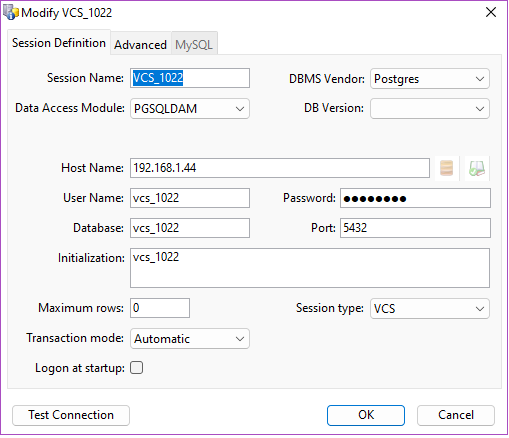 Modify VCS_1022
Session Definition Advanced MySQL
Session Name: VCS_1022 DBMS Vendor: Postgres
Data Access Module: PGSQLDAM DB Version:
Host Name: 192.168.1.44
User Name: vcs_1022 Password: ●●●●●●●●
Database: vcs_1022 Port: 5432
Initialization: vcs_1022
Maximum rows: 0 Session type: VCS
Transaction mode: Automatic
Logon at startup:
Test Connection OK Cancel